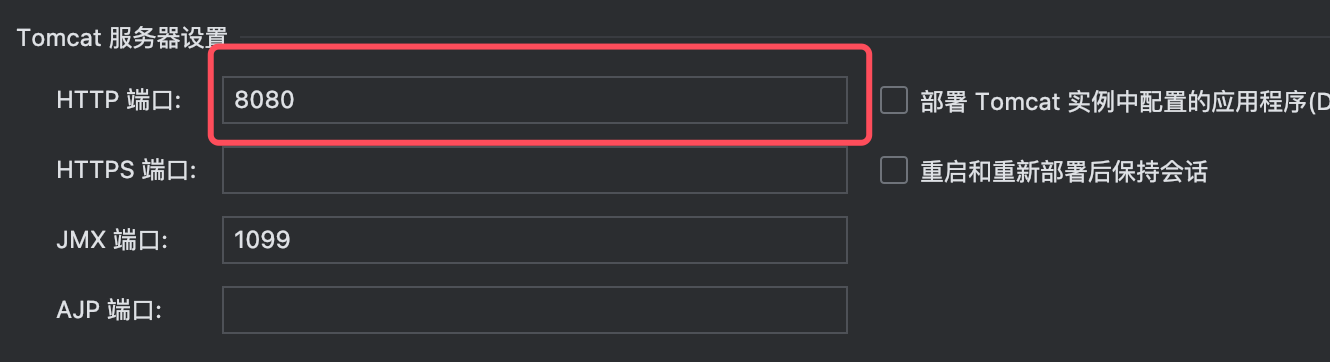 Tomcat 服务器设置
HTTP 端口: 8080 部署 Tomcat 实例中配置的应用程序(D
HTTPS 端口: 重启和重新部署后保持会话
JMX 端口: 1099
AJP 端口: